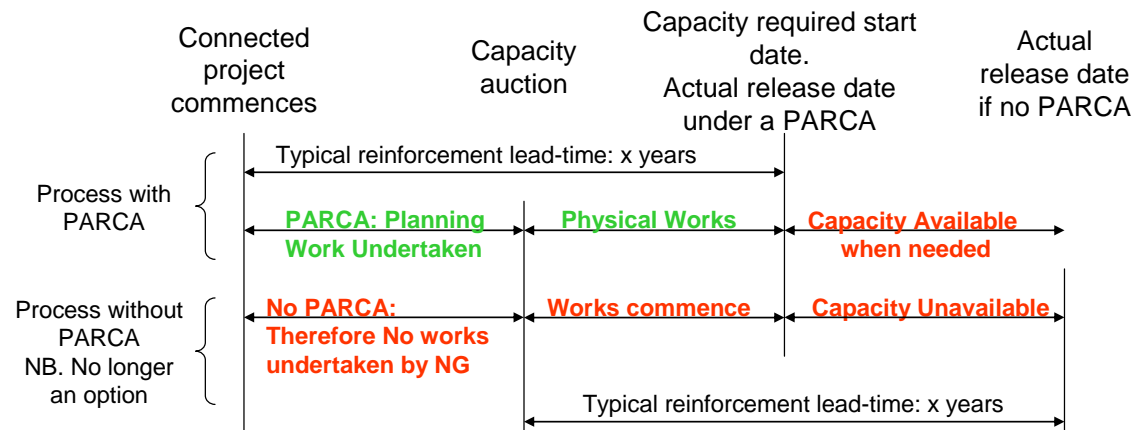 Connected
project
commences
Capacity
auction
Capacity required start
date.
Actual release date
under a PARCA
Actual
release date
if no PARCA
Typical reinforcement lead-time: x years
Process with
PARCA
PARCA: Planning
Work Undertaken
Physical Works
Capacity Available
when needed
Process without
PARCA
NB. No longer
an option
No PARCA:
Therefore No works
undertaken by NG
Works commence
Capacity Unavailable
Typical reinforcement lead-time: x years